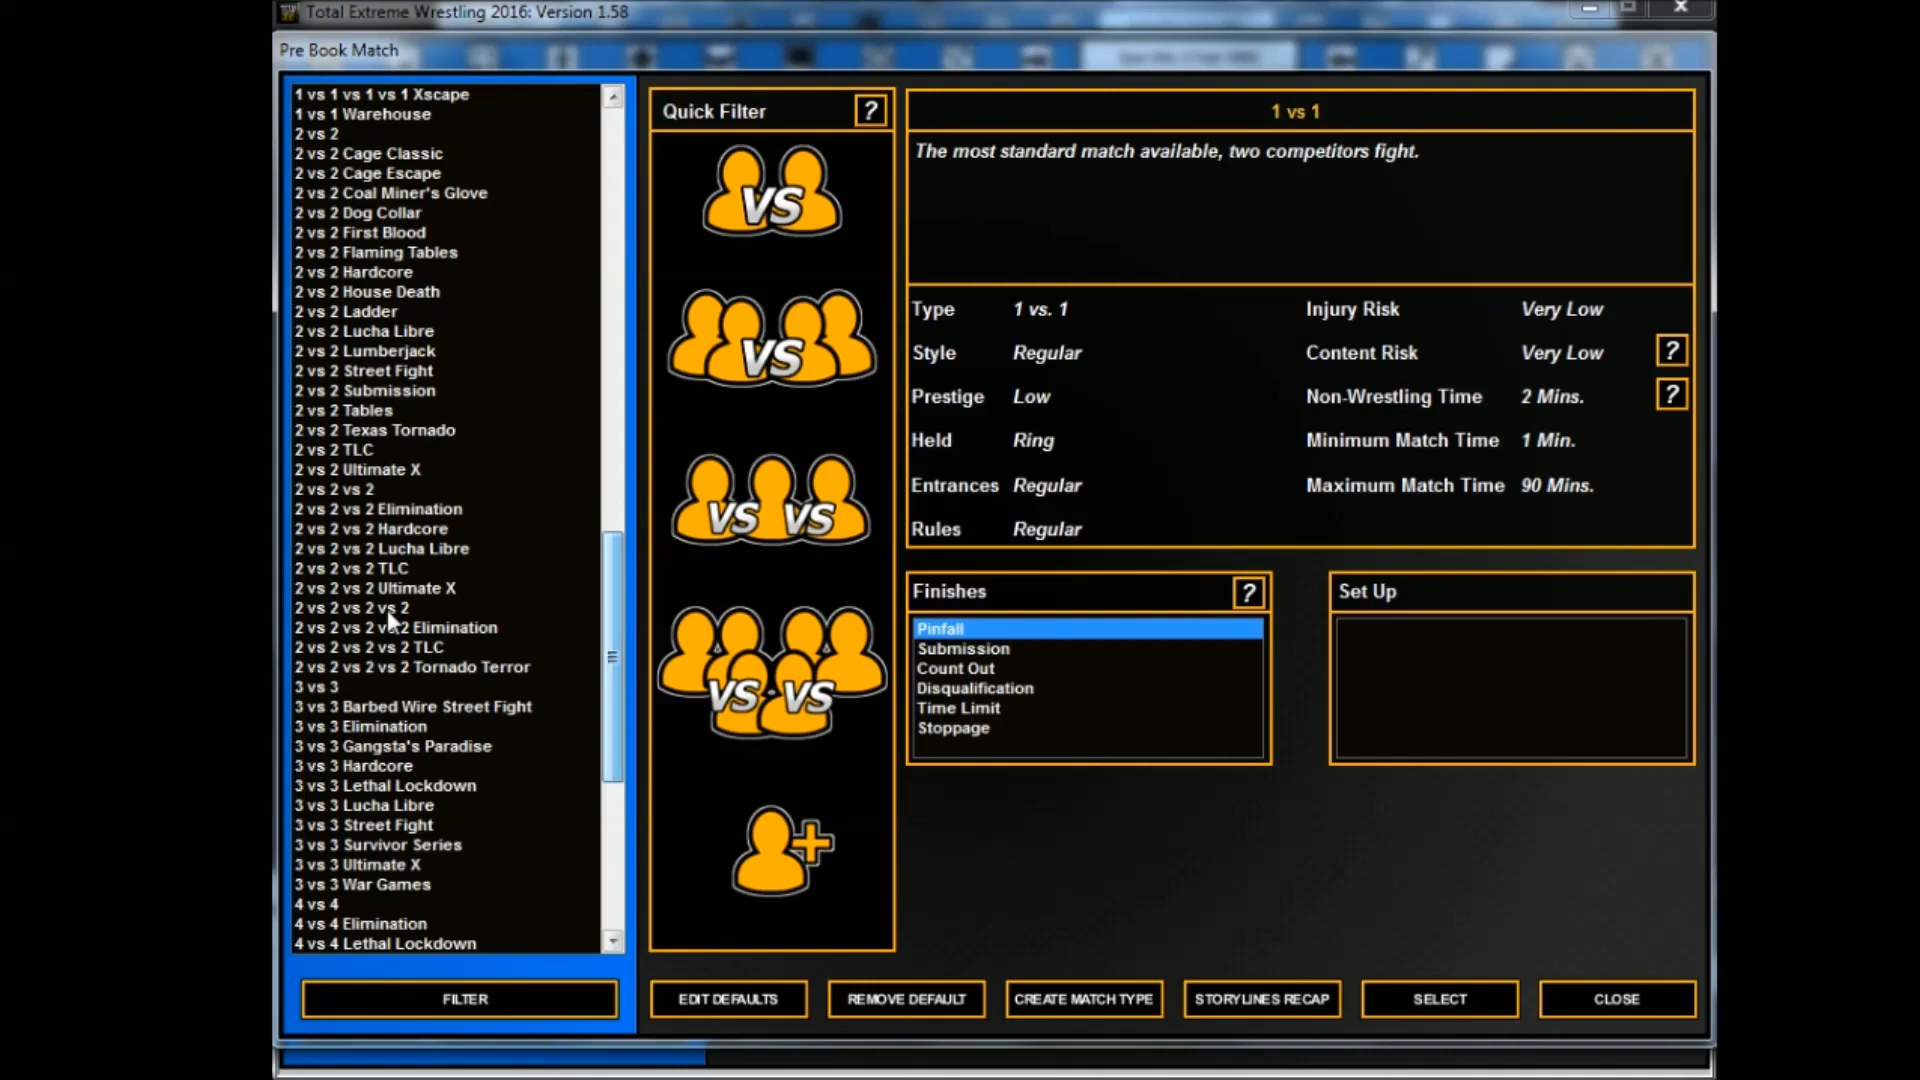 Total Extreme Wrestling 2016: Version 1.58
Pre Book Match
1 vs 1 vs 1 vs 1 Xscape
1 vs 1 Warehouse
2 vs 2
2 vs 2 Cage Classic
2 vs 2 Cage Escape
2 vs 2 Coal Miner's Glove
2 vs 2 Dog Collar
2 vs 2 First Blood
2 vs 2 Flaming Tables
2 vs 2 Hardcore
2 vs 2 House Death
2 vs 2 Ladder
2 vs 2 Lucha Libre
2 vs 2 Lumberjack
2 vs 2 Street Fight
2 vs 2 Submission
2 vs 2 Tables
2 vs 2 Texas Tornado
2 vs 2 TLC
2 vs 2 Ultimate X
2 vs 2 vs 2
2 vs 2 vs 2 Elimination
2 vs 2 vs 2 Hardcore
2 vs 2 vs 2 Lucha Libre
2 vs 2 vs 2 TLC
2 vs 2 vs 2 Ultimate X
2 vs 2 vs 2 vs 2
2 vs 2 vs 2 vs 2 Elimination
2 vs 2 vs 2 vs 2 TLC
2 vs 2 vs 2 vs 2 Tornado Terror
3 vs 3
3 vs 3 Barbed Wire Street Fight
3 vs 3 Elimination
3 vs 3 Gangsta's Paradise
3 vs 3 Hardcore
3 vs 3 Lethal Lockdown
3 vs 3 Lucha Libre
3 vs 3 Street Fight
3 vs 3 Survivor Series
3 vs 3 Ultimate X
3 vs 3 War Games
4 vs 4
4 vs 4 Elimination
4 vs 4 Lethal Lockdown
FILTER
Quick Filter ?
VS
VS
VS VS
VS VS
1 vs 1
The most standard match available, two competitors fight.
Type 1 vs. 1 Injury Risk Very Low
Style Regular Content Risk Very Low ?
Prestige Low Non-Wrestling Time 2 Mins. ?
Held Ring Minimum Match Time 1 Min.
Entrances Regular Maximum Match Time 90 Mins.
Rules Regular
Finishes ?
Pinfall
Submission
Count Out
Disqualification
Time Limit
Stoppage
Set Up
EDIT DEFAULTS REMOVE DEFAULT CREATE MATCH TYPE STORYLINES RECAP SELECT CLOSE